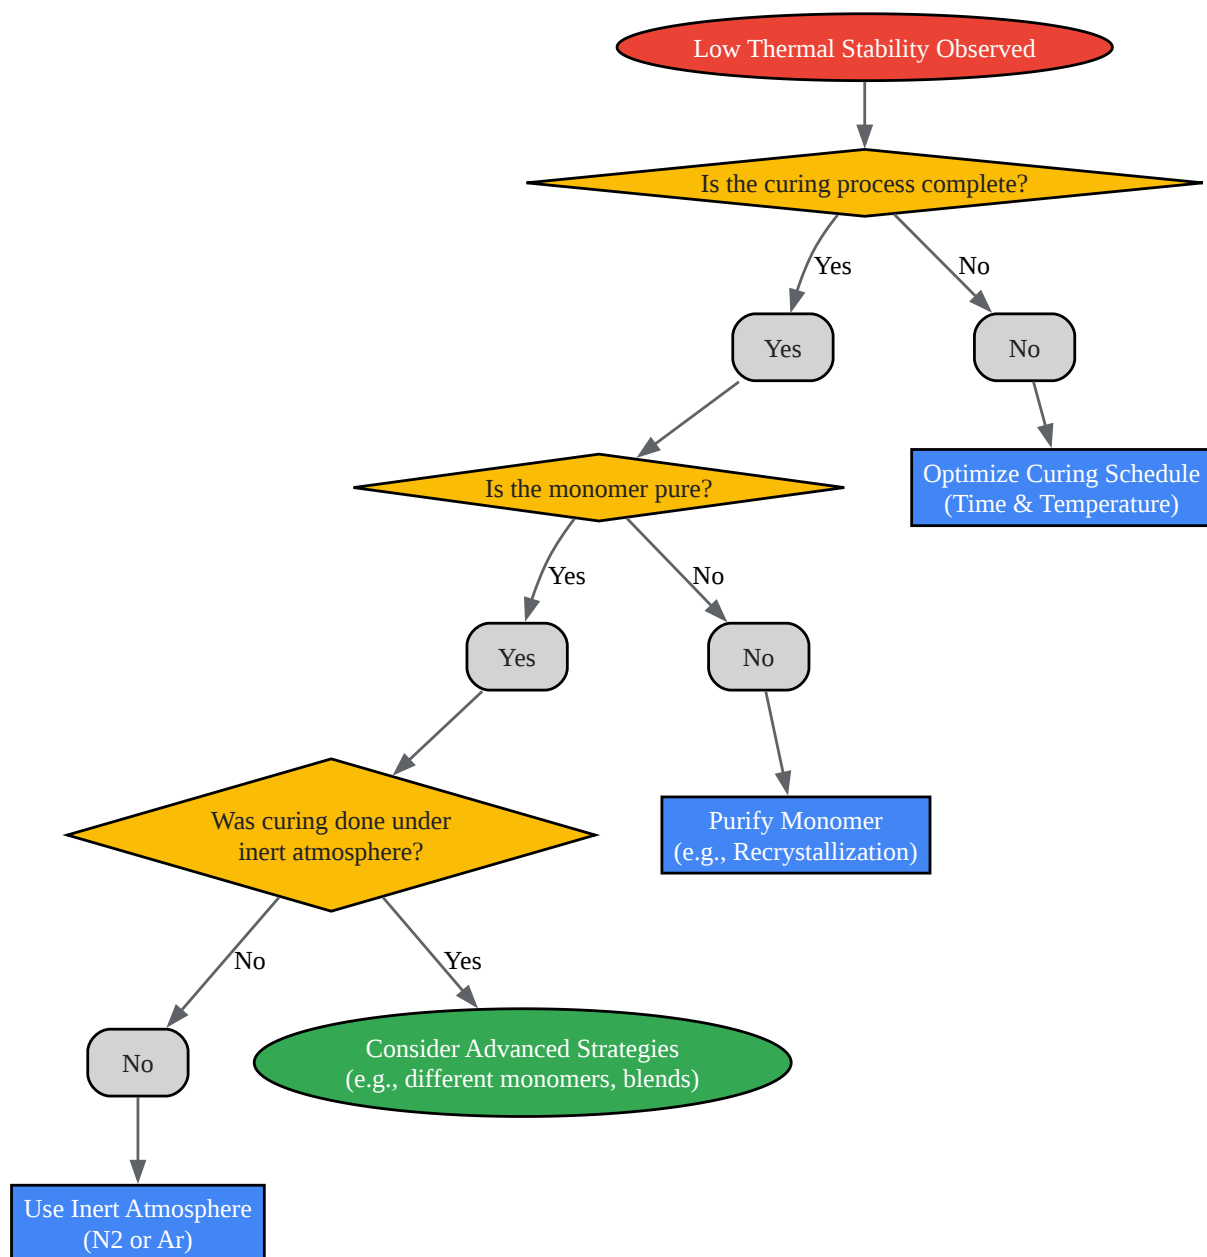 Low Thermal Stability Observed
Is the curing process complete?
Yes
No
Yes
No
Optimize Curing Schedule
(Time & Temperature)
Is the monomer pure?
Yes
No
Yes
No
Purify Monomer
(e.g., Recrystallization)
Was curing done under
inert atmosphere?
No
Yes
No
Consider Advanced Strategies
(e.g., different monomers, blends)
Use Inert Atmosphere
(N2 or Ar)